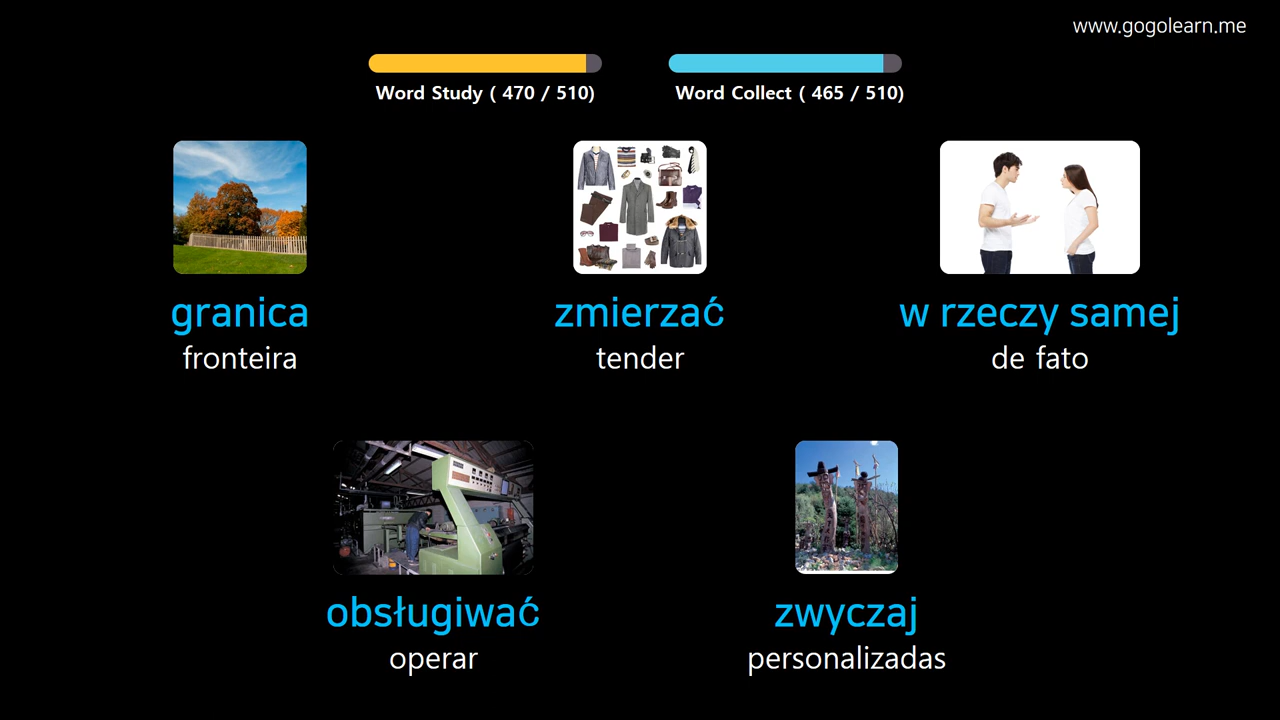 www.gogolearn.me
Word Study ( 470 / 510)
Word Collect ( 465 / 510)
granica
fronteira
zmierzać
tender
w rzeczy samej
de fato
obsługiwać
operar
zwyczaj
personalizadas